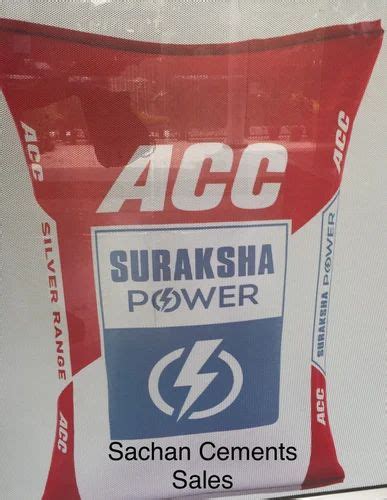 ACC
ACC
SILVER RANGE
ACC
SURAKSHA
POWER
ACC
SURAKSHA POWER
ACC
Sachan Cements
Sales